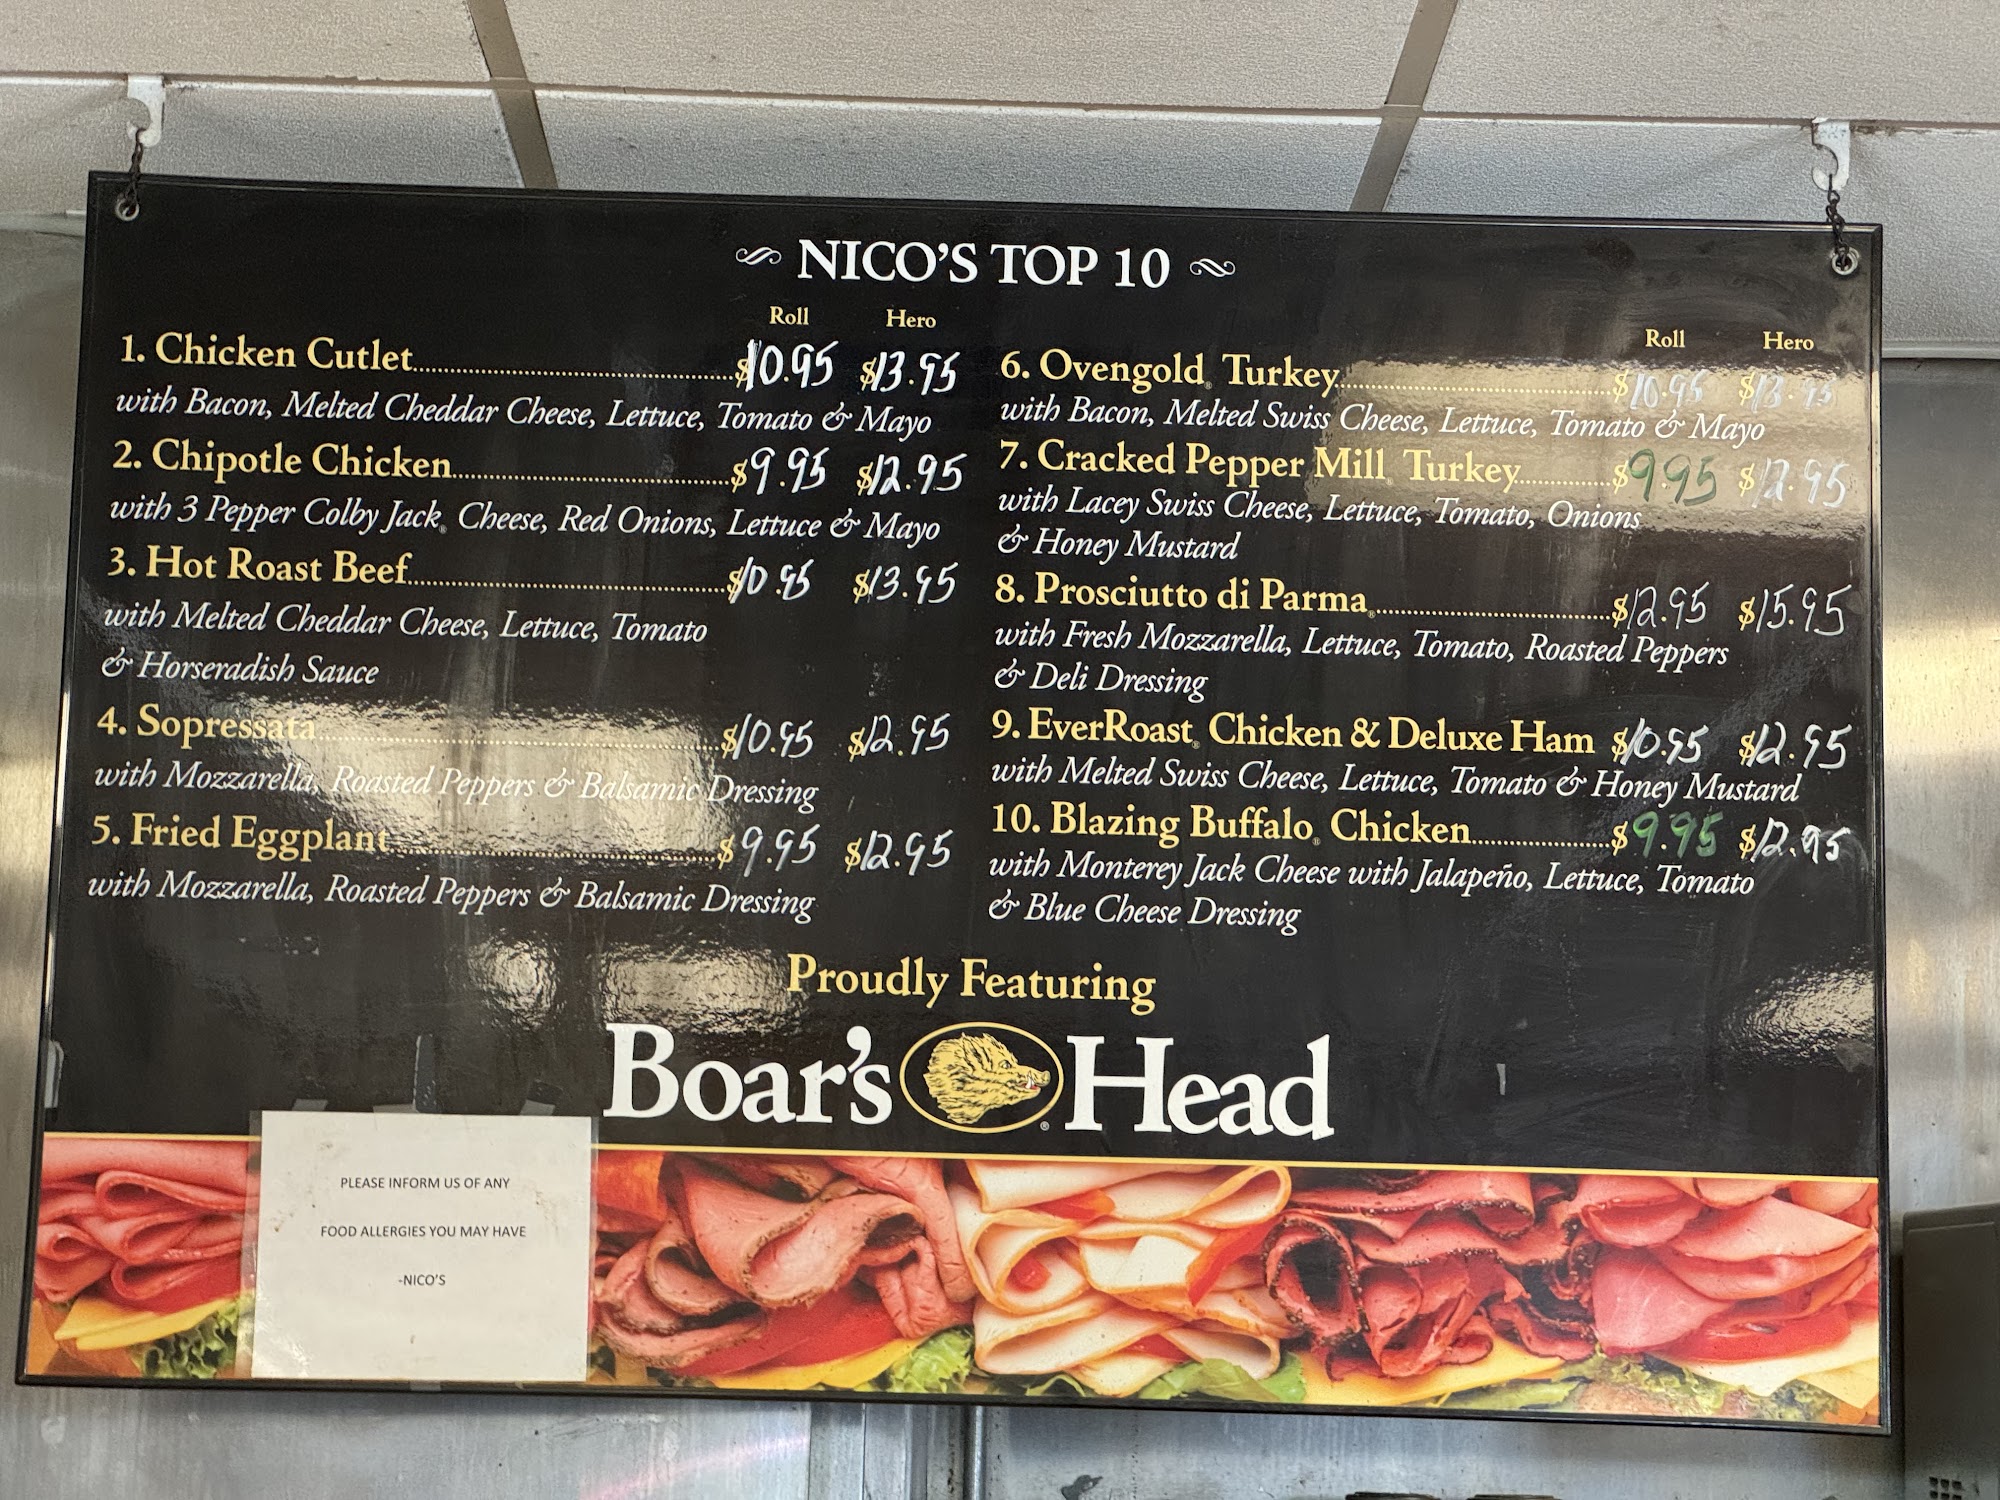 NICO'S TOP 10
Roll Hero
1. Chicken Cutlet $10.95 $13.95
with Bacon, Melted Cheddar Cheese, Lettuce, Tomato & Mayo
2. Chipotle Chicken $9.95 $12.95
with 3 Pepper Colby Jack® Cheese, Red Onions, Lettuce & Mayo
3. Hot Roast Beef $10.95 $13.95
with Melted Cheddar Cheese, Lettuce, Tomato
& Horseradish Sauce
4. Sopressata $10.95 $12.95
with Mozzarella, Roasted Peppers & Balsamic Dressing
5. Fried Eggplant $9.95 $12.95
with Mozzarella, Roasted Peppers & Balsamic Dressing
Roll Hero
6. Ovengold® Turkey $10.95 $13.95
with Bacon, Melted Swiss Cheese, Lettuce, Tomato & Mayo
7. Cracked Pepper Mill® Turkey $9.95 $12.95
with Lacey Swiss Cheese, Lettuce, Tomato, Onions
& Honey Mustard
8. Prosciutto di Parma® $12.95 $15.95
with Fresh Mozzarella, Lettuce, Tomato, Roasted Peppers
& Deli Dressing
9. EverRoast® Chicken & Deluxe Ham $10.95 $12.95
with Melted Swiss Cheese, Lettuce, Tomato & Honey Mustard
10. Blazing Buffalo® Chicken $9.95 $12.95
with Monterey Jack Cheese with Jalapeño, Lettuce, Tomato
& Blue Cheese Dressing
Proudly Featuring
Boar's Head®
PLEASE INFORM US OF ANY
FOOD ALLERGIES YOU MAY HAVE
-NICO'S